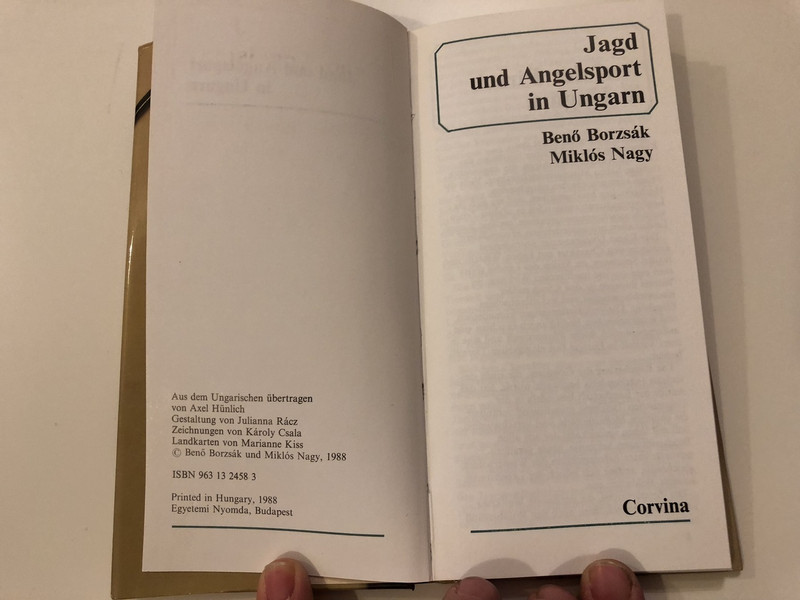 Aus dem Ungarischen übertragen
von Axel Hünlich
Gestaltung von Julianna Rácz
Zeichnungen von Károly Csala
Landkarten von Marianne Kiss
© Benő Borzsák und Miklós Nagy, 1988
ISBN 963 13 2458 3
Printed in Hungary, 1988
Egyetemi Nyomda, Budapest
Jagd
und Angelsport
in Ungarn
Benő Borzsák
Miklós Nagy
Corvina